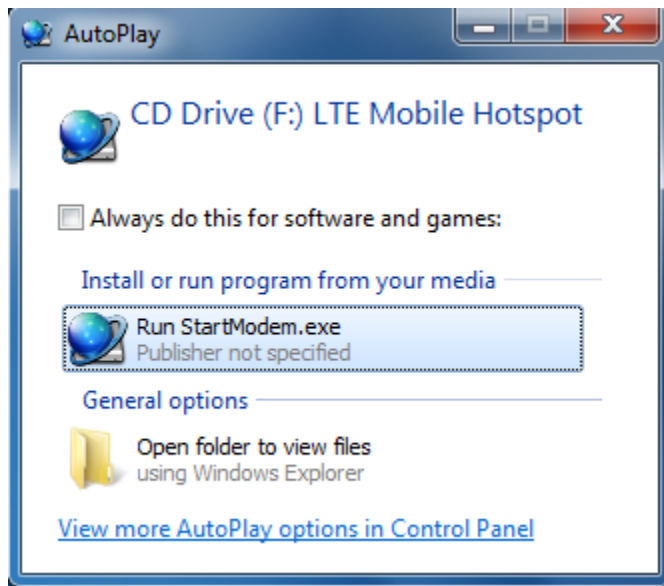 AutoPlay
CD Drive (F:) LTE Mobile Hotspot
Always do this for software and games:
Install or run program from your media
Run StartModem.exe
Publisher not specified
General options
Open folder to view files
using Windows Explorer
View more AutoPlay options in Control Panel